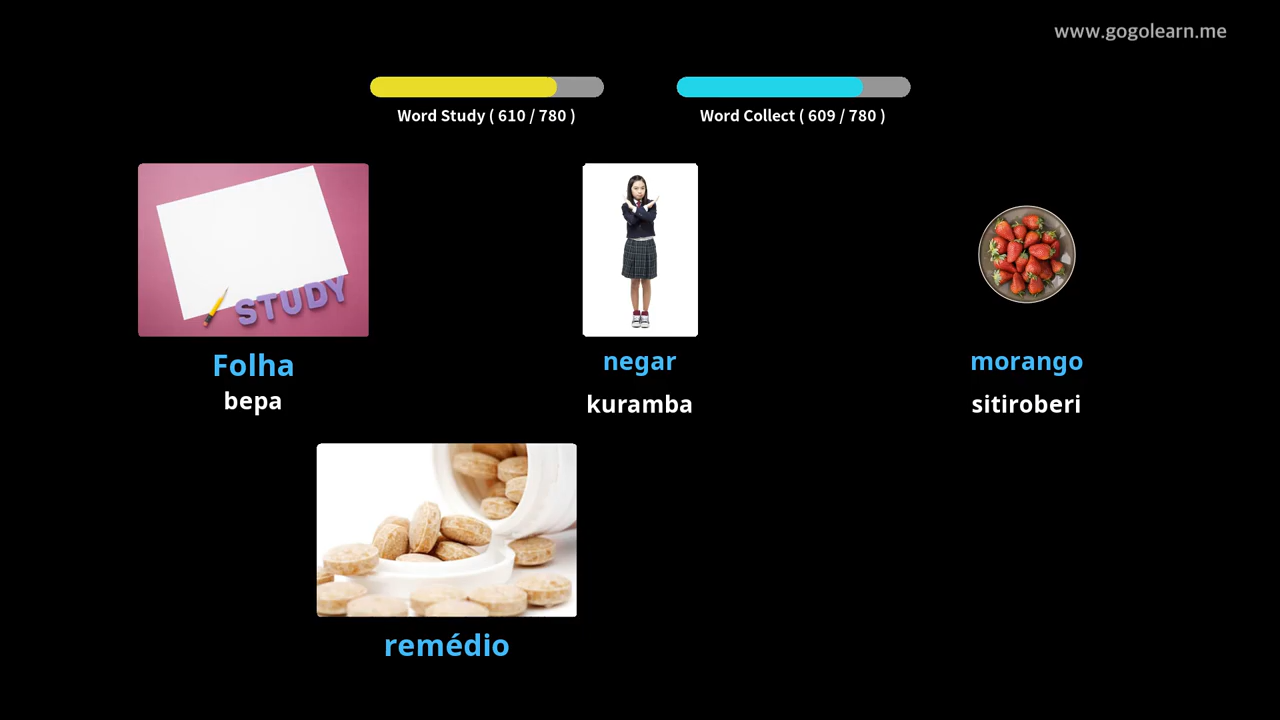 www.gogolearn.me
Word Study ( 610 / 780 )
Word Collect ( 609 / 780 )
STUDY
Folha
bepa
negar
kuramba
morango
sitiroberi
remédio